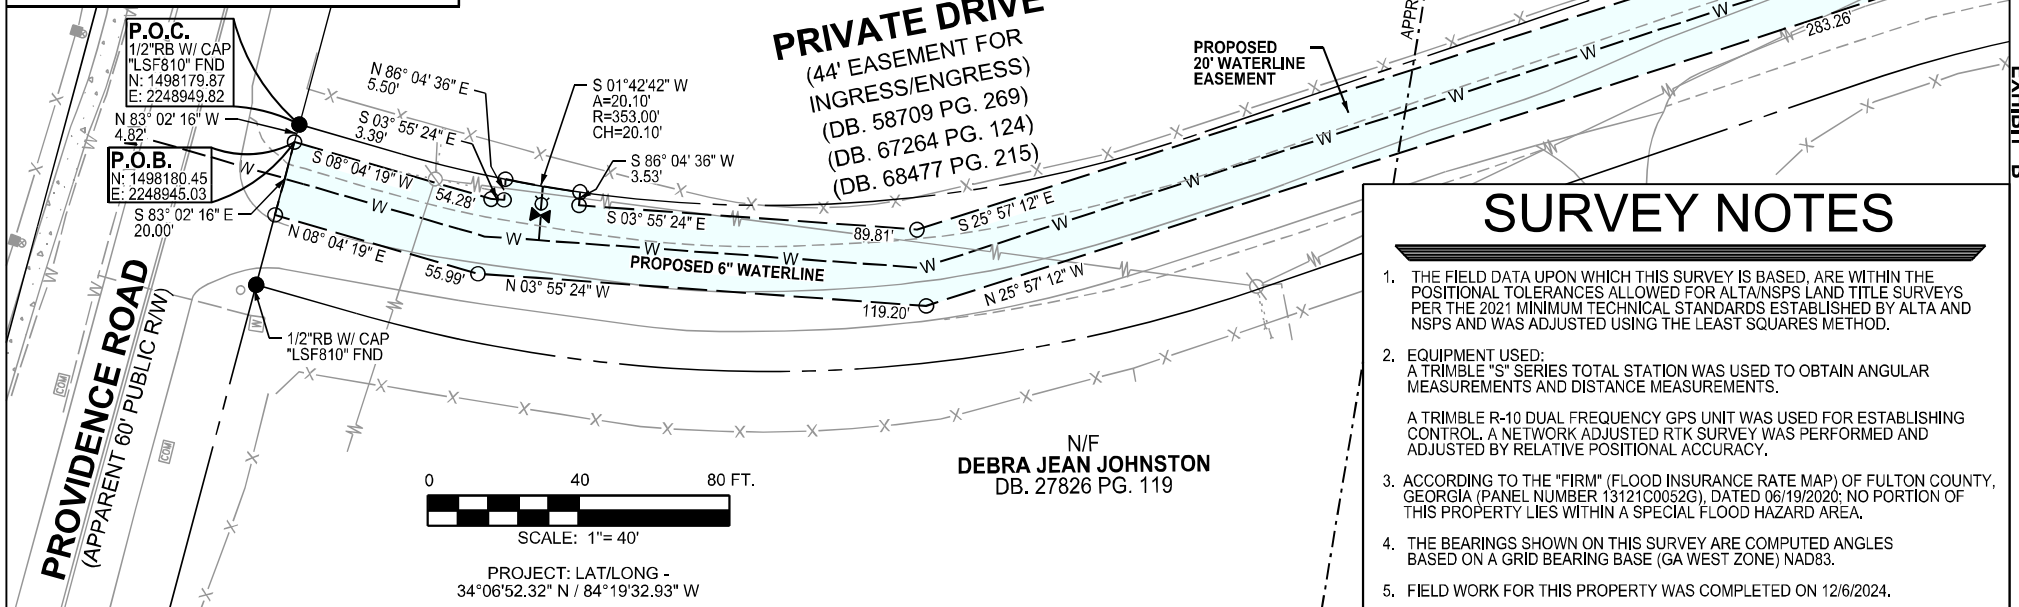 P.O.C.
1/2"RB W/ CAP
"LSF810" FND
N: 1498179.87
E: 2248949.82
N 83° 02' 16" W
4.82'
P.O.B.
N: 1498180.45
E: 2248945.03
S 83° 02' 16" E
20.00'
N 86° 04' 36" E
5.50'
S 03° 55' 24" E
3.39'
S 08° 04' 19" W
54.28'
N 08° 04' 19" E
55.99'
S 01°42'42" W
A=20.10'
R=353.00'
CH=20.10'
S 86° 04' 36" W
3.53'
S 03° 55' 24" E
89.81'
PROPOSED 6" WATERLINE
N 03° 55' 24" W
119.20'
S 25° 57' 12" E
N 25° 57' 12" W
283.26'
PRIVATE DRIVE
(44' EASEMENT FOR
INGRESS/ENGRESS)
(DB. 58709 PG. 269)
(DB. 67264 PG. 124)
(DB. 68477 PG. 215)
PROPOSED
20' WATERLINE
EASEMENT
APPR
1/2"RB W/ CAP
"LSF810" FND
PROVIDENCE ROAD
(APPARENT 60' PUBLIC R/W)
COM
COM
W
W
W
W
W
W
W
W
W
W
W
W
W
N/F
DEBRA JEAN JOHNSTON
DB. 27826 PG. 119
0 40 80 FT.
SCALE: 1"= 40'
PROJECT: LAT/LONG -
34°06'52.32" N / 84°19'32.93" W
SURVEY NOTES
1. THE FIELD DATA UPON WHICH THIS SURVEY IS BASED, ARE WITHIN THE
POSITIONAL TOLERANCES ALLOWED FOR ALTA/NSPS LAND TITLE SURVEYS
PER THE 2021 MINIMUM TECHNICAL STANDARDS ESTABLISHED BY ALTA AND
NSPS AND WAS ADJUSTED USING THE LEAST SQUARES METHOD.
2. EQUIPMENT USED:
A TRIMBLE "S" SERIES TOTAL STATION WAS USED TO OBTAIN ANGULAR
MEASUREMENTS AND DISTANCE MEASUREMENTS.
A TRIMBLE R-10 DUAL FREQUENCY GPS UNIT WAS USED FOR ESTABLISHING
CONTROL. A NETWORK ADJUSTED RTK SURVEY WAS PERFORMED AND
ADJUSTED BY RELATIVE POSITIONAL ACCURACY.
3. ACCORDING TO THE "FIRM" (FLOOD INSURANCE RATE MAP) OF FULTON COUNTY,
GEORGIA (PANEL NUMBER 13121C0052G), DATED 06/19/2020; NO PORTION OF
THIS PROPERTY LIES WITHIN A SPECIAL FLOOD HAZARD AREA.
4. THE BEARINGS SHOWN ON THIS SURVEY ARE COMPUTED ANGLES
BASED ON A GRID BEARING BASE (GA WEST ZONE) NAD83.
5. FIELD WORK FOR THIS PROPERTY WAS COMPLETED ON 12/6/2024.